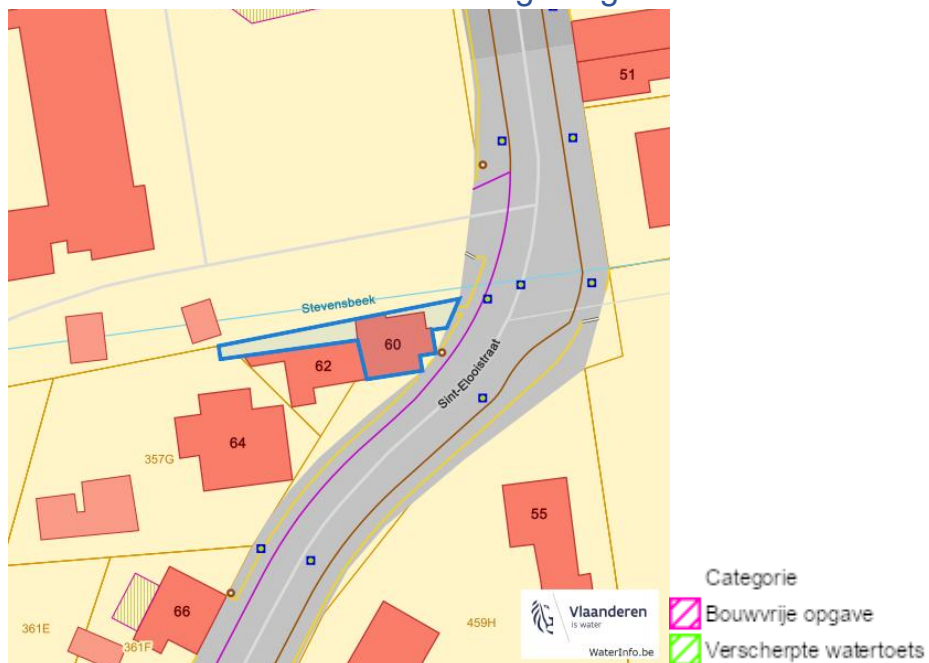 51
Stevensbeek
60
62
Sint-Elooistraat
64
357G
55
66
361E
361F
459H
Vlaanderen
is water
WaterInfo.be
Categorie
Bouwvrije opgave
Verscherpte watertoets